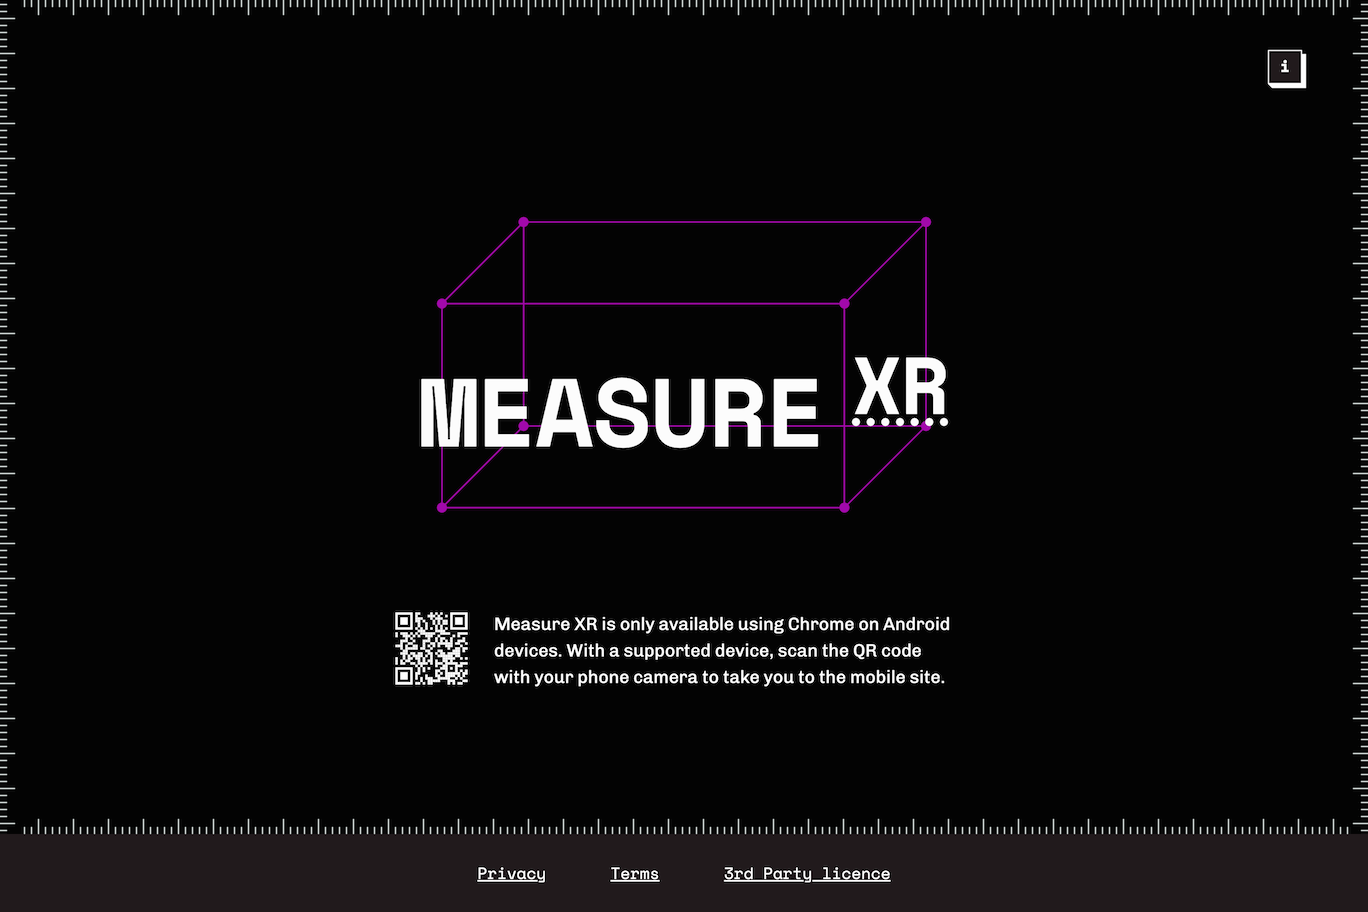 i
MEASURE XR
Measure XR is only available using Chrome on Android
devices. With a supported device, scan the QR code
with your phone camera to take you to the mobile site.
Privacy Terms 3rd Party licence